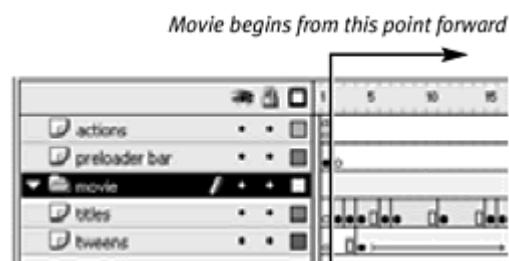 Movie begins from this point forward
1 5 10 15
actions
preloader bar
movie
titles
tweens